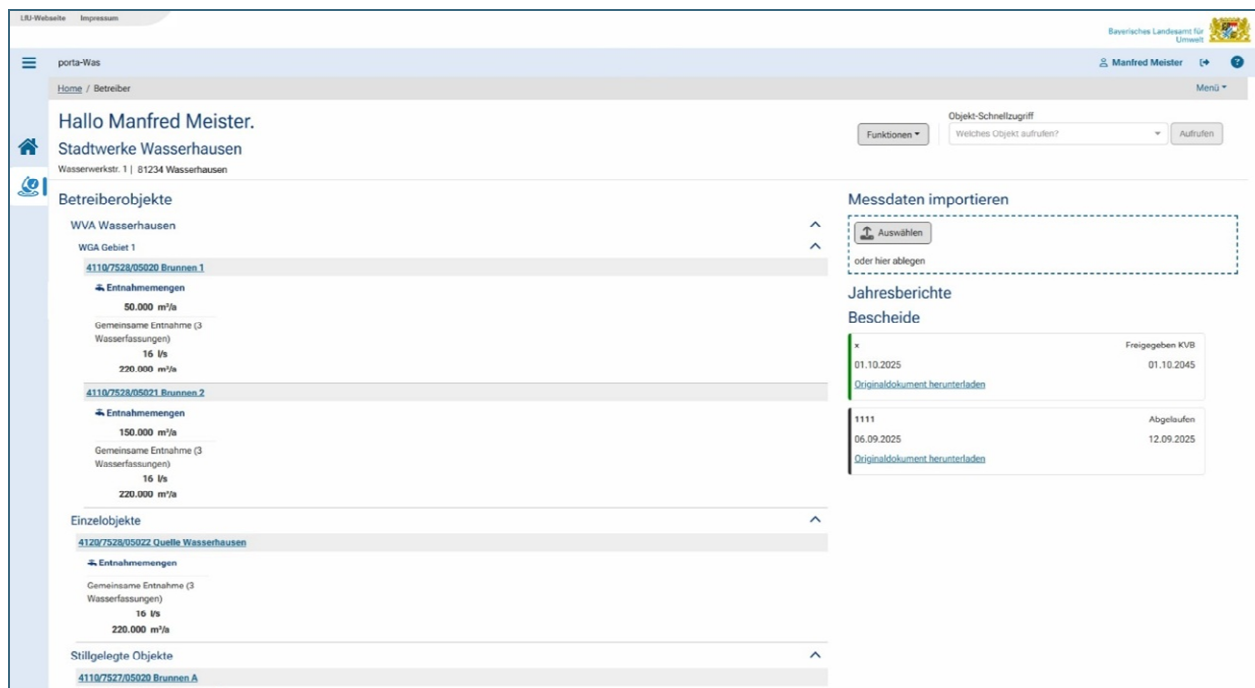 LfU-Webseite Impressum
Bayerisches Landesamt für
Umwelt
porta-Was
Manfred Meister
?
Home / Betreiber
Menü
Hallo Manfred Meister.
Stadtwerke Wasserhausen
Wasserwerkstr. 1 | 81234 Wasserhausen
Funktionen
Objekt-Schnellzugriff
Welches Objekt aufrufen?
Aufrufen
Betreiberobjekte
WVA Wasserhausen
WGA Gebiet 1
4110/7528/05020 Brunnen 1
Entnahmemengen
50.000 m³/a
Gemeinsame Entnahme (3
Wasserfassungen)
16 l/s
220.000 m³/a
4110/7528/05021 Brunnen 2
Entnahmemengen
150.000 m³/a
Gemeinsame Entnahme (3
Wasserfassungen)
16 l/s
220.000 m³/a
Einzelobjekte
4120/7528/05022 Quelle Wasserhausen
Entnahmemengen
Gemeinsame Entnahme (3
Wasserfassungen)
16 l/s
220.000 m³/a
Stillgelegte Objekte
4110/7527/05020 Brunnen A
Messdaten importieren
Auswählen
oder hier ablegen
Jahresberichte
Bescheide
x Freigegeben KVB
01.10.2025 01.10.2045
Originaldokument herunterladen
1111 Abgelaufen
06.09.2025 12.09.2025
Originaldokument herunterladen